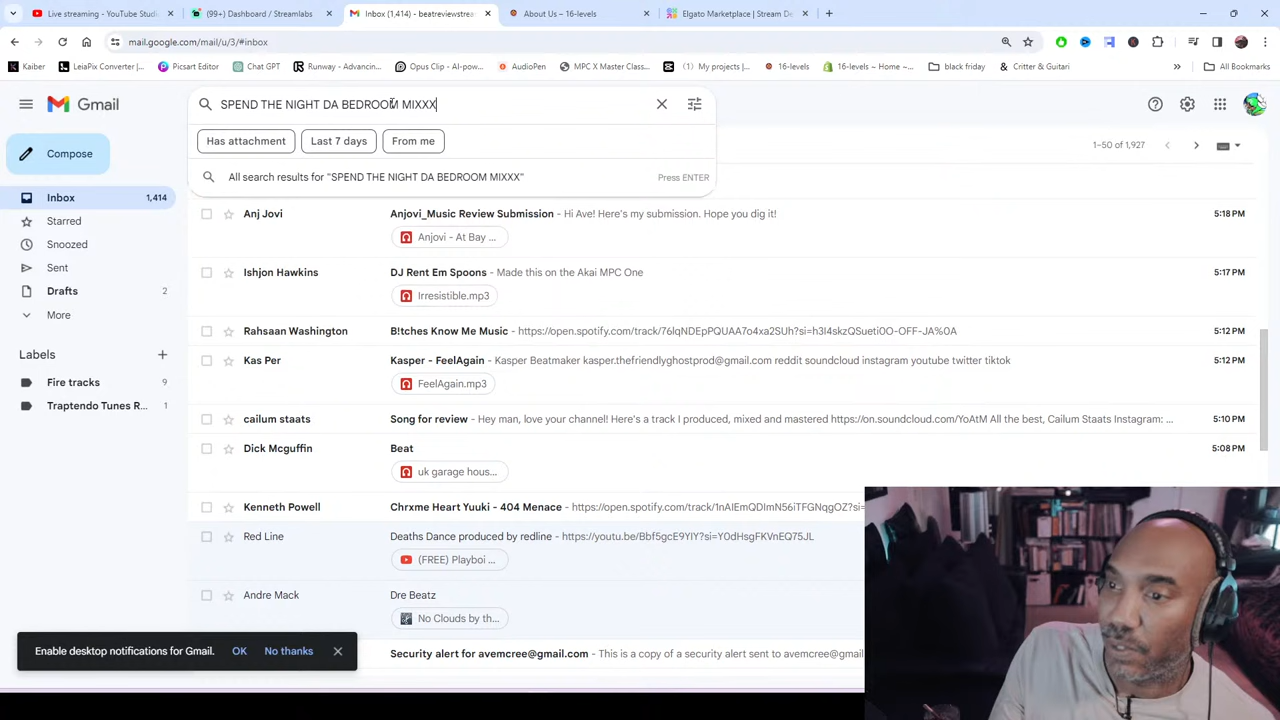 Live streaming - YouTube Studi
(99+) Dashboard / Streamlabs
Inbox (1,414) - beatreviewstrea
About Us – 16-levels
Elgato Marketplace | Stream De
mail.google.com/mail/u/3/#inbox
Kaiber
LeiaPix Converter |...
Picsart Editor
Chat GPT
Runway - Advancin...
Opus Clip - AI-pow...
AudioPen
MPC X Master Class...
(1) My projects |...
16-levels
16-levels ~ Home ~...
black friday
Critter & Guitari
»
All Bookmarks
Gmail
SPEND THE NIGHT DA BEDROOM MIXXX
Has attachment
Last 7 days
From me
All search results for "SPEND THE NIGHT DA BEDROOM MIXXX"
Press ENTER
1–50 of 1,927
Compose
Inbox 1,414
Starred
Snoozed
Sent
Drafts 2
More
Labels
Fire tracks 9
Traptendo Tunes R... 1
Anj Jovi Anjovi_Music Review Submission - Hi Ave! Here's my submission. Hope you dig it! 5:18 PM
Anjovi - At Bay ...
Ishjon Hawkins DJ Rent Em Spoons - Made this on the Akai MPC One 5:17 PM
Irresistible.mp3
Rahsaan Washington B!tches Know Me Music - https://open.spotify.com/track/76lqNDEpPQUAA7o4xa2SUh?si=h3I4skzQSueti0O-OFF-JA%0A 5:12 PM
Kas Per Kasper - FeelAgain - Kasper Beatmaker kasper.thefriendlyghostprod@gmail.com reddit soundcloud instagram youtube twitter tiktok 5:12 PM
FeelAgain.mp3
cailum staats Song for review - Hey man, love your channel! Here's a track I produced, mixed and mastered https://on.soundcloud.com/YoAtM All the best, Cailum Staats Instagram: ... 5:10 PM
Dick Mcguffin Beat 5:08 PM
uk garage hous...
Kenneth Powell Chrxme Heart Yuuki - 404 Menace - https://open.spotify.com/track/1nAIEmQDImN56iTFGNqgOZ?si=
Red Line Deaths Dance produced by redline - https://youtu.be/Bbf5gcE9YIY?si=Y0dHsgFKVnEQ75JL
(FREE) Playboi ...
Andre Mack Dre Beatz
No Clouds by th...
Enable desktop notifications for Gmail. OK No thanks
Security alert for avemcree@gmail.com - This is a copy of a security alert sent to avemcree@gmail